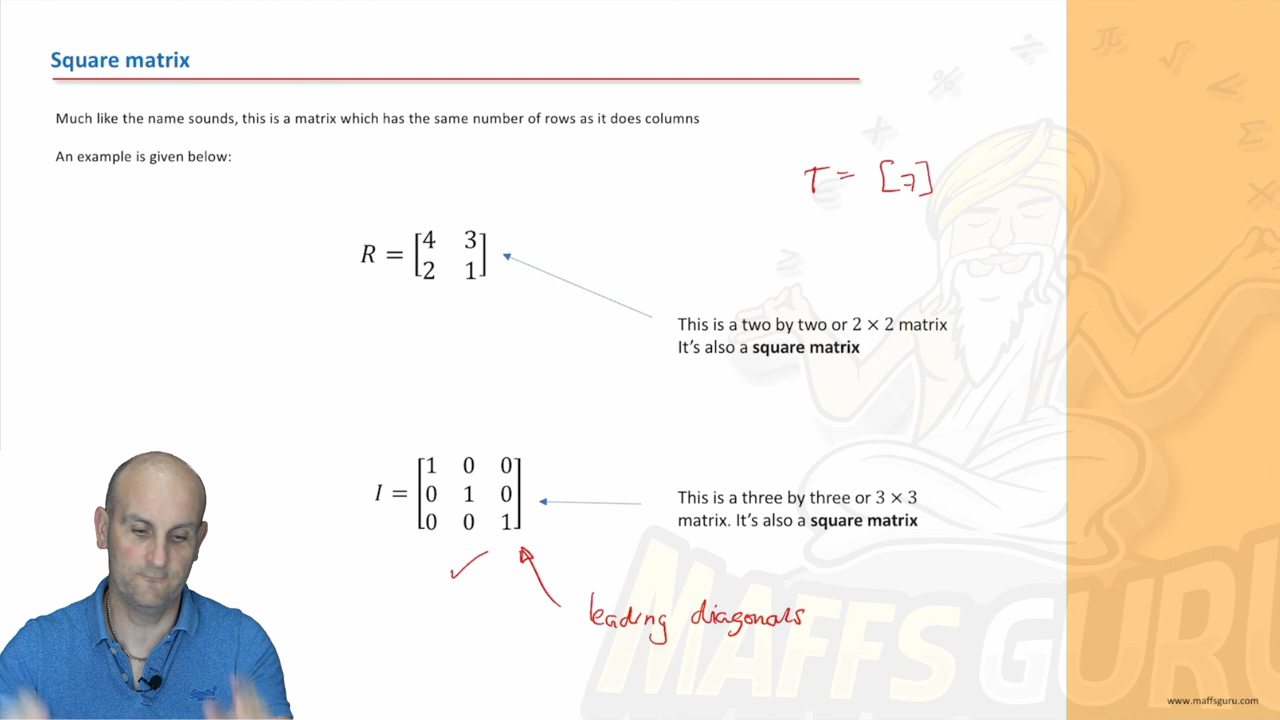 Square matrix
Much like the name sounds, this is a matrix which has the same number of rows as it does columns
An example is given below:
T = [7]
R = [4 3
2 1]
This is a two by two or 2 × 2 matrix
It's also a square matrix
I = [1 0 0
0 1 0
0 0 1]
This is a three by three or 3 × 3
matrix. It's also a square matrix
leading diagonals
MAFFS GURU
www.maffsguru.com